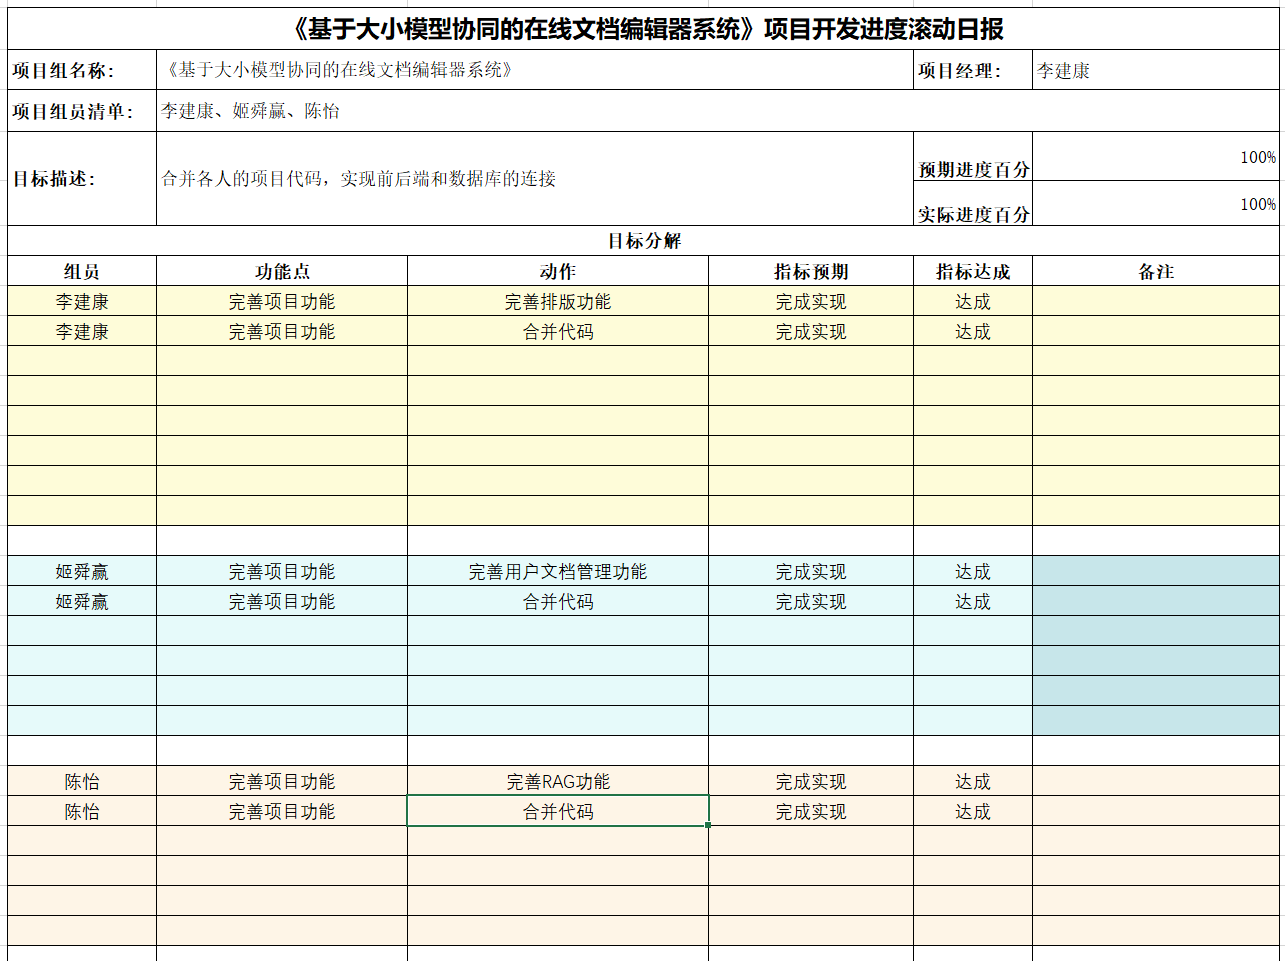 《基于大小模型协同的在线文档编辑器系统》项目开发进度滚动日报
项目组名称： 《基于大小模型协同的在线文档编辑器系统》 项目经理： 李建康
项目组员清单： 李建康、姬舜赢、陈怡
目标描述： 合并各人的项目代码，实现前后端和数据库的连接 预期进度百分 100%
实际进度百分 100%
目标分解
组员 功能点 动作 指标预期 指标达成 备注
李建康 完善项目功能 完善排版功能 完成实现 达成
李建康 完善项目功能 合并代码 完成实现 达成
姬舜赢 完善项目功能 完善用户文档管理功能 完成实现 达成
姬舜赢 完善项目功能 合并代码 完成实现 达成
陈怡 完善项目功能 完善RAG功能 完成实现 达成
陈怡 完善项目功能 合并代码 完成实现 达成